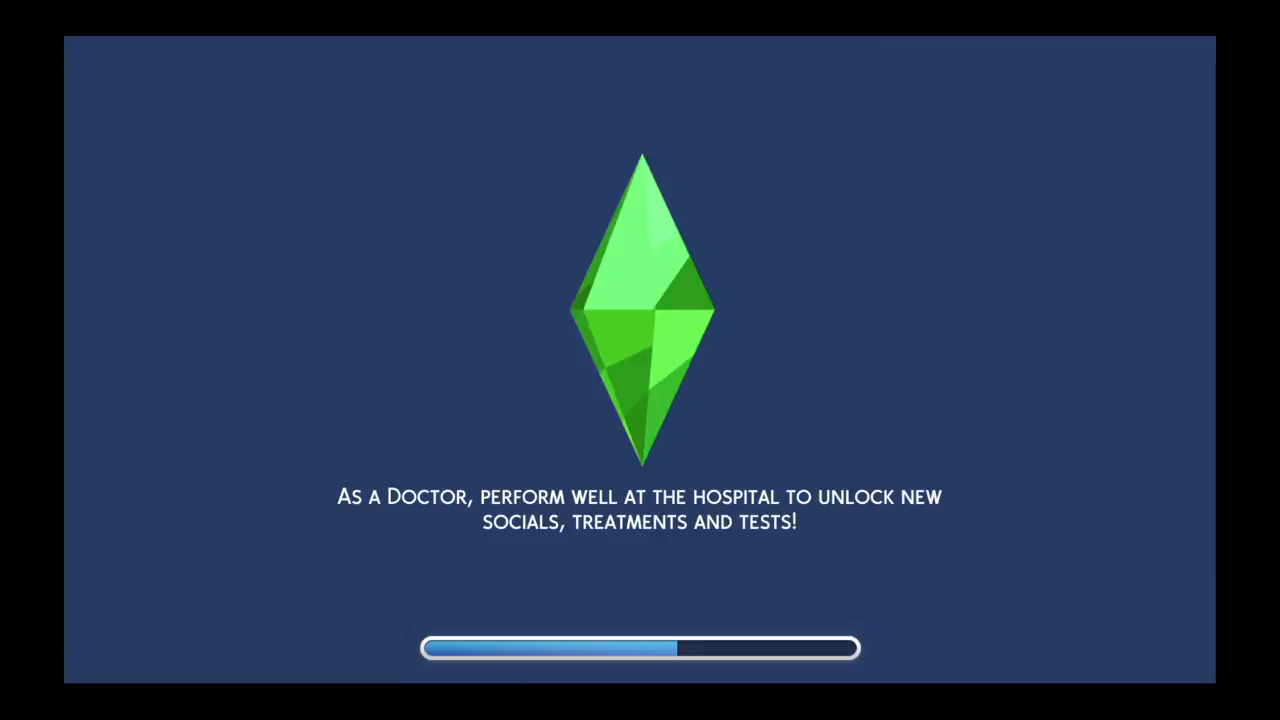 As a Doctor, perform well at the hospital to unlock new
socials, treatments and tests!